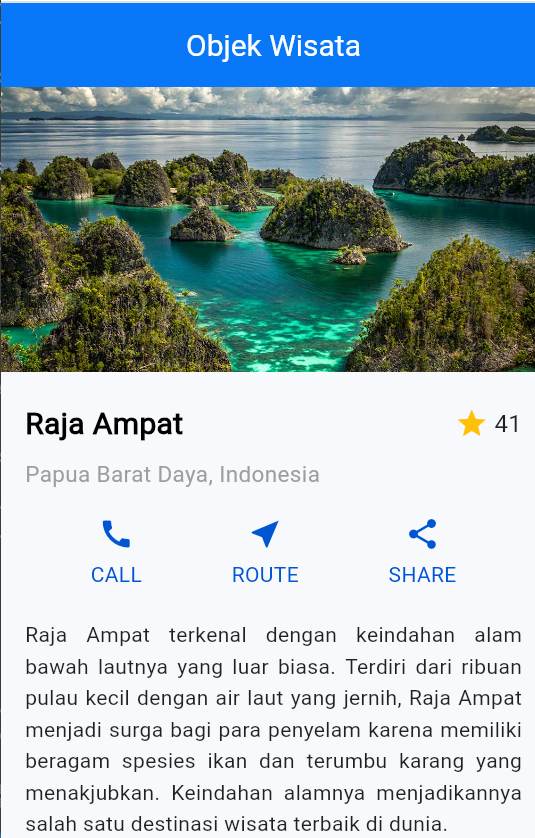 Objek Wisata
Raja Ampat
41
Papua Barat Daya, Indonesia
CALL ROUTE SHARE
Raja Ampat terkenal dengan keindahan alam
bawah lautnya yang luar biasa. Terdiri dari ribuan
pulau kecil dengan air laut yang jernih, Raja Ampat
menjadi surga bagi para penyelam karena memiliki
beragam spesies ikan dan terumbu karang yang
menakjubkan. Keindahan alamnya menjadikannya
salah satu destinasi wisata terbaik di dunia.